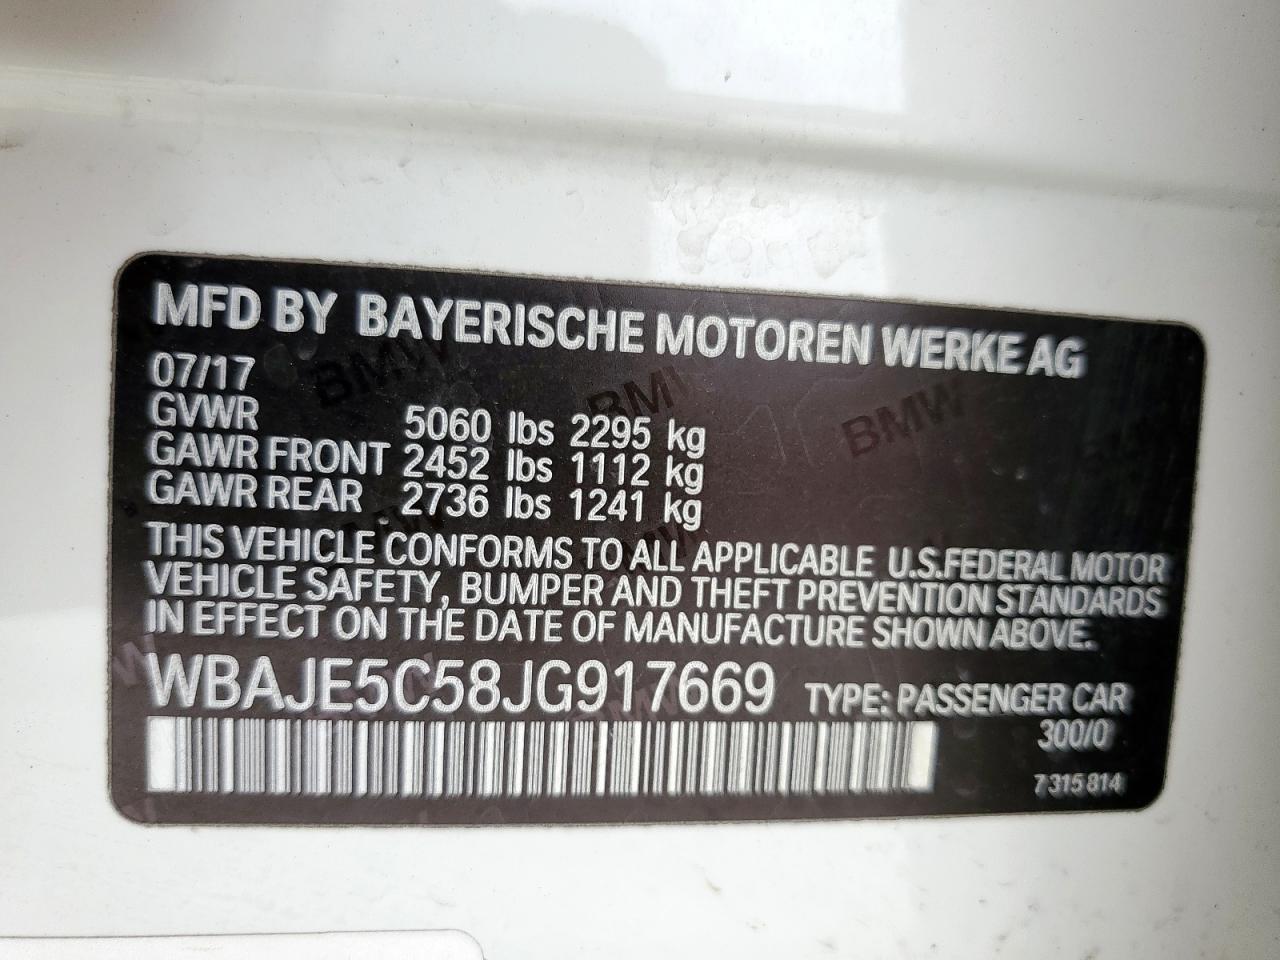 MFD BY BAYERISCHE MOTOREN WERKE AG
07/17
GVWR 5060 lbs 2295 kg
GAWR FRONT 2452 lbs 1112 kg
GAWR REAR 2736 lbs 1241 kg
THIS VEHICLE CONFORMS TO ALL APPLICABLE U.S.FEDERAL MOTOR
VEHICLE SAFETY, BUMPER AND THEFT PREVENTION STANDARDS
IN EFFECT ON THE DATE OF MANUFACTURE SHOWN ABOVE.
WBAJE5C58JG917669 TYPE: PASSENGER CAR
300/0
7 315 814
BMW
BMW
BMW